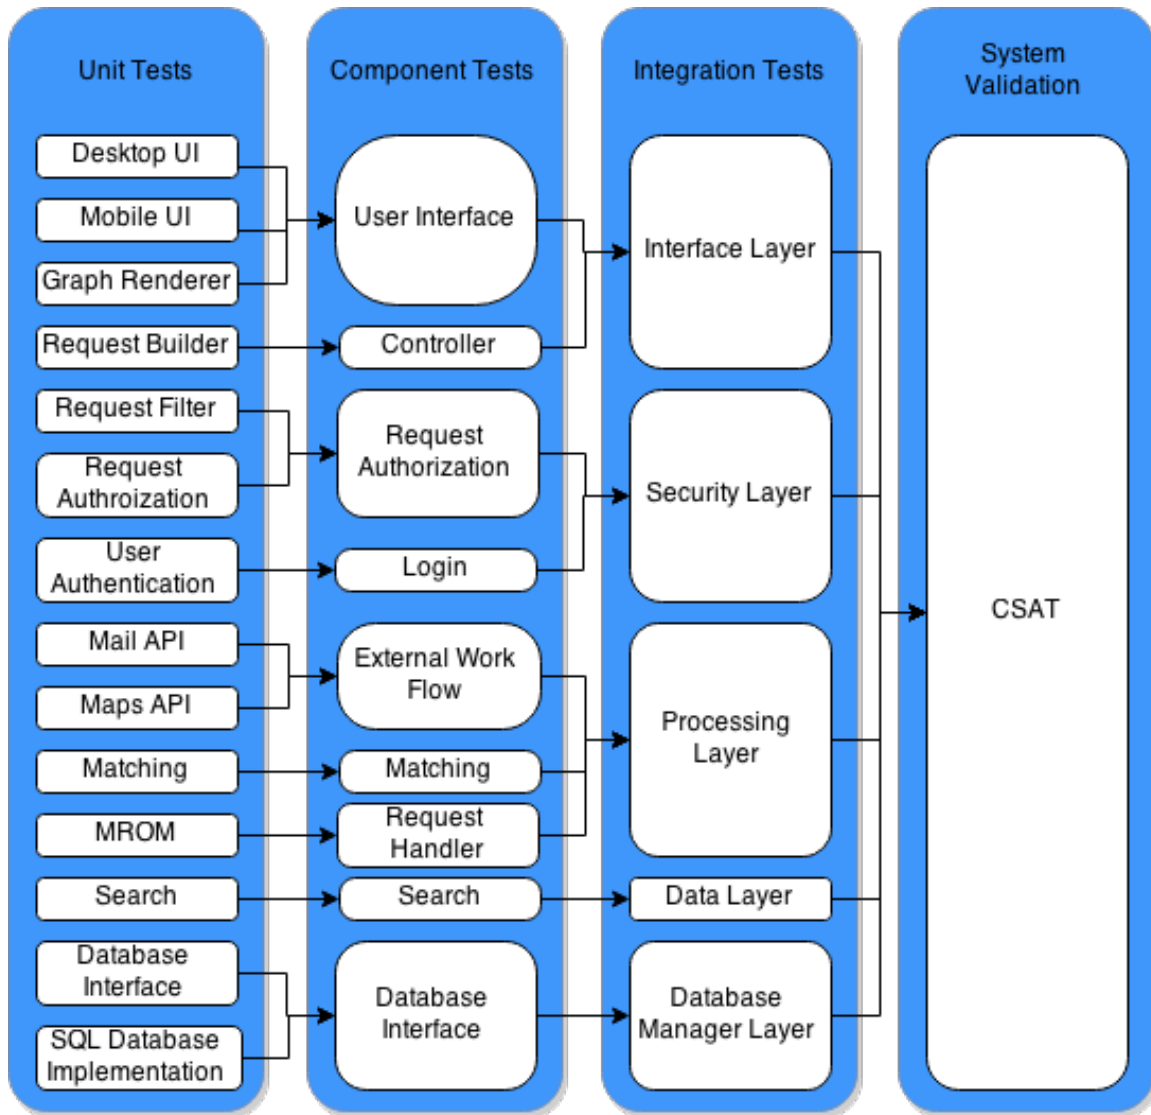 Unit Tests
Desktop UI
Mobile UI
Graph Renderer
Request Builder
Request Filter
Request
Authroization
User
Authentication
Mail API
Maps API
Matching
MROM
Search
Database
Interface
SQL Database
Implementation
Component Tests
User Interface
Controller
Request
Authorization
Login
External Work
Flow
Matching
Request
Handler
Search
Database
Interface
Integration Tests
Interface Layer
Security Layer
Processing
Layer
Data Layer
Database
Manager Layer
System
Validation
CSAT